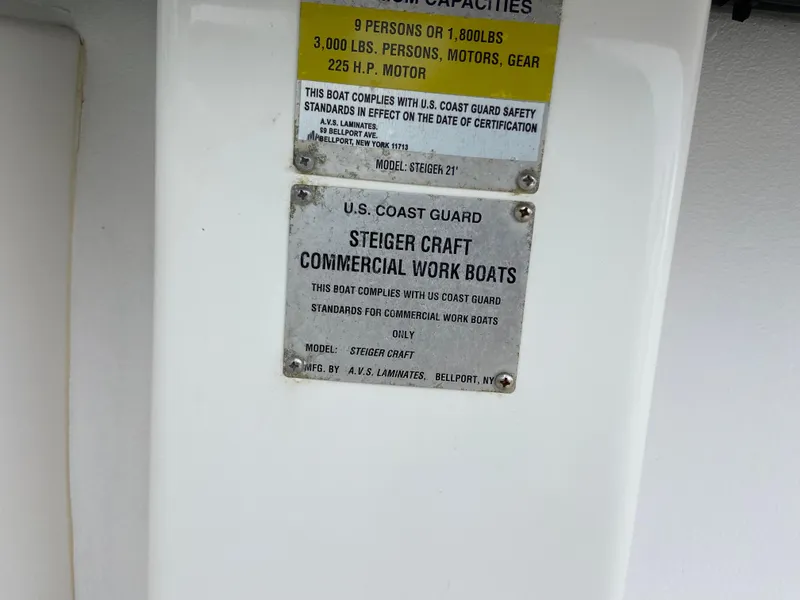 CAPACITIES
9 PERSONS OR 1,800LBS
3,000 LBS. PERSONS, MOTORS, GEAR
225 H.P. MOTOR
THIS BOAT COMPLIES WITH U.S. COAST GUARD SAFETY
STANDARDS IN EFFECT ON THE DATE OF CERTIFICATION
A.V.S. LAMINATES.
89 BELLPORT AVE.
BELLPORT, NEW YORK 11713
MODEL: STEIGER 21'
U.S. COAST GUARD
STEIGER CRAFT
COMMERCIAL WORK BOATS
THIS BOAT COMPLIES WITH US COAST GUARD
STANDARDS FOR COMMERCIAL WORK BOATS
ONLY
MODEL: STEIGER CRAFT
MFG. BY A.V.S. LAMINATES, BELLPORT, NY